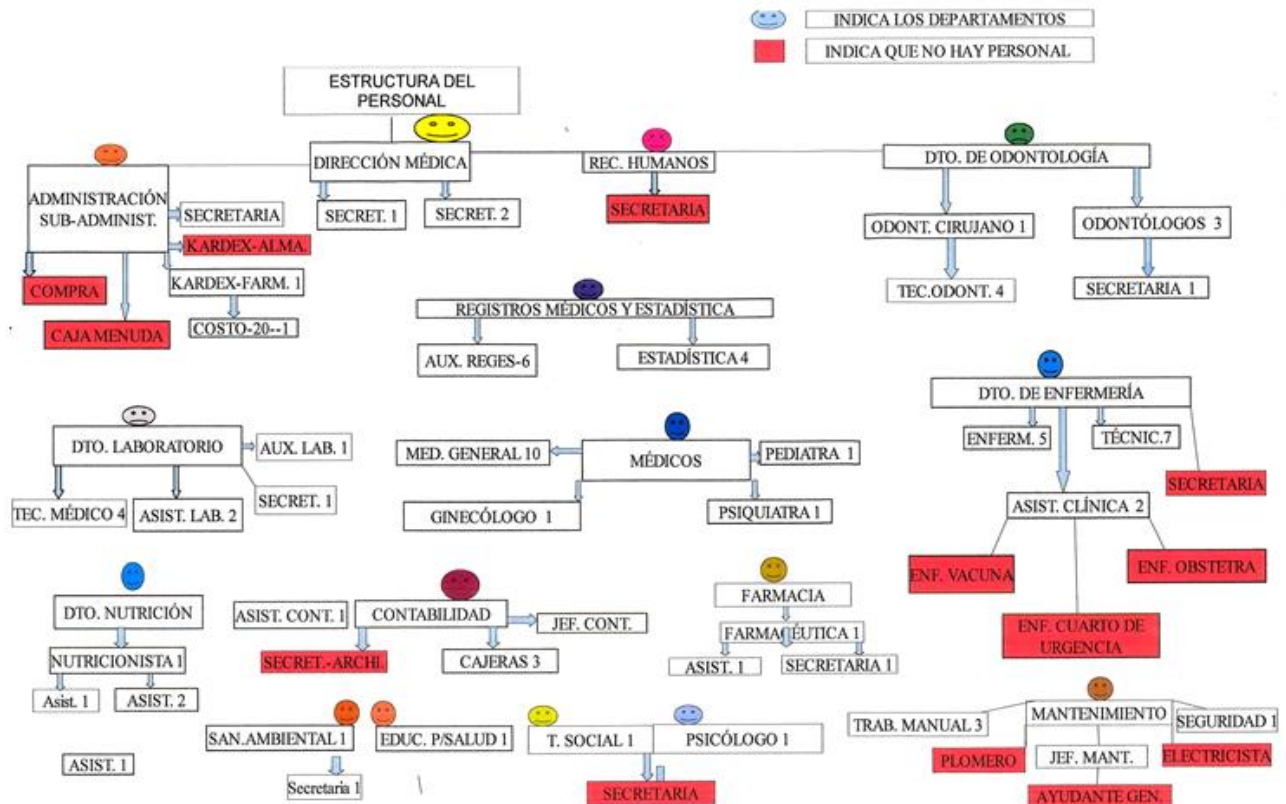 INDICA LOS DEPARTAMENTOS
INDICA QUE NO HAY PERSONAL
ESTRUCTURA DEL
PERSONAL
DIRECCIÓN MÉDICA
REC. HUMANOS
DTO. DE ODONTOLOGÍA
ADMINISTRACIÓN
SUB-ADMINIST.
SECRETARIA
SECRET. 1
SECRET. 2
SECRETARIA
ODONT. CIRUJANO 1
ODONTÓLOGOS 3
KARDEX-ALMA.
COMPRA
KARDEX-FARM. 1
TEC.ODONT. 4
SECRETARIA 1
CAJA MENUDA
COSTO-20--1
REGISTROS MÉDICOS Y ESTADÍSTICA
AUX. REGES-6
ESTADÍSTICA 4
DTO. DE ENFERMERÍA
ENFERM. 5
TÉCNIC.7
SECRETARIA
ASIST. CLÍNICA 2
ENF. VACUNA
ENF. OBSTETRA
ENF. CUARTO DE
URGENCIA
DTO. LABORATORIO
AUX. LAB. 1
SECRET. 1
TEC. MÉDICO 4
ASIST. LAB. 2
MED. GENERAL 10
MÉDICOS
PEDIATRA 1
GINECÓLOGO 1
PSIQUIATRA 1
DTO. NUTRICIÓN
NUTRICIONISTA 1
Asist. 1
ASIST. 2
ASIST. 1
ASIST. CONT. 1
CONTABILIDAD
JEF. CONT.
SECRET.-ARCHI.
CAJERAS 3
FARMACIA
FARMACÉUTICA 1
ASIST. 1
SECRETARIA 1
SAN.AMBIENTAL 1
EDUC. P/SALUD 1
T. SOCIAL 1
PSICÓLOGO 1
Secretaria 1
SECRETARIA
TRAB. MANUAL 3
MANTENIMIENTO
SEGURIDAD 1
PLOMERO
JEF. MANT.
ELECTRICISTA
AYUDANTE GEN.